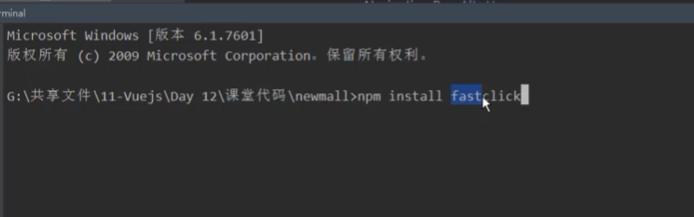 rminal
Microsoft Windows [版本 6.1.7601]
版权所有 (c) 2009 Microsoft Corporation。保留所有权利。
G:\共享文件\11-Vuejs\Day 12\课堂代码\newmall>npm install fastclick